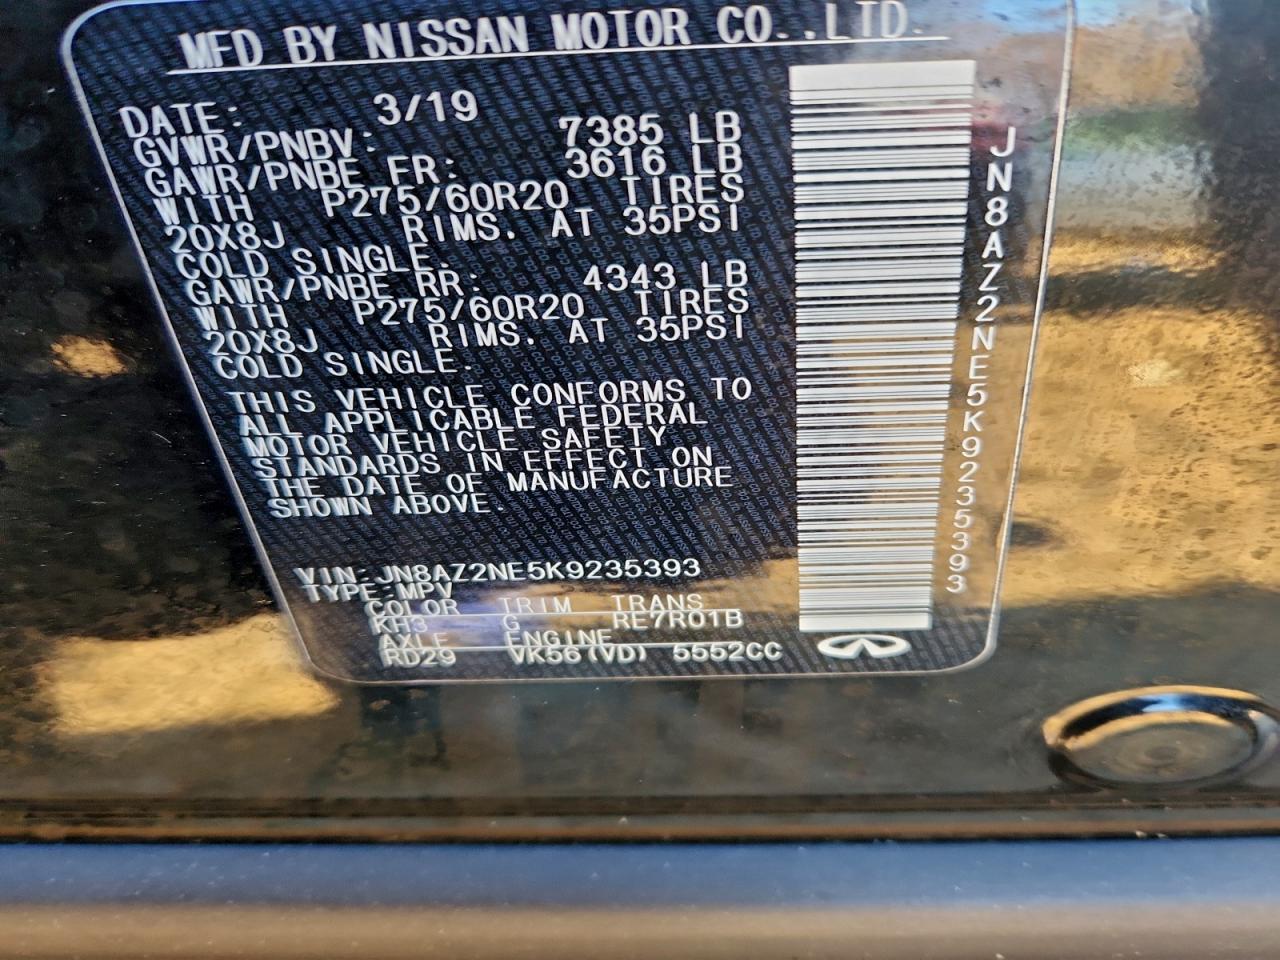 MFD BY NISSAN MOTOR CO.,LTD.
DATE: 3/19
GVWR/PNBV: 7385 LB
GAWR/PNBE FR: 3616 LB
WITH P275/60R20 TIRES
20X8J RIMS. AT 35PSI
COLD SINGLE.
GAWR/PNBE RR: 4343 LB
WITH P275/60R20 TIRES
20X8J RIMS. AT 35PSI
COLD SINGLE.
THIS VEHICLE CONFORMS TO
ALL APPLICABLE FEDERAL
MOTOR VEHICLE SAFETY
STANDARDS IN EFFECT ON
THE DATE OF MANUFACTURE
SHOWN ABOVE.
VIN:JN8AZ2NE5K9235393
TYPE:MPV
COLOR TRIM TRANS
KH3 G RE7R01B
AXLE ENGINE
RD29 VK56(VD) 5552CC
JN8AZ2NE5K9235393